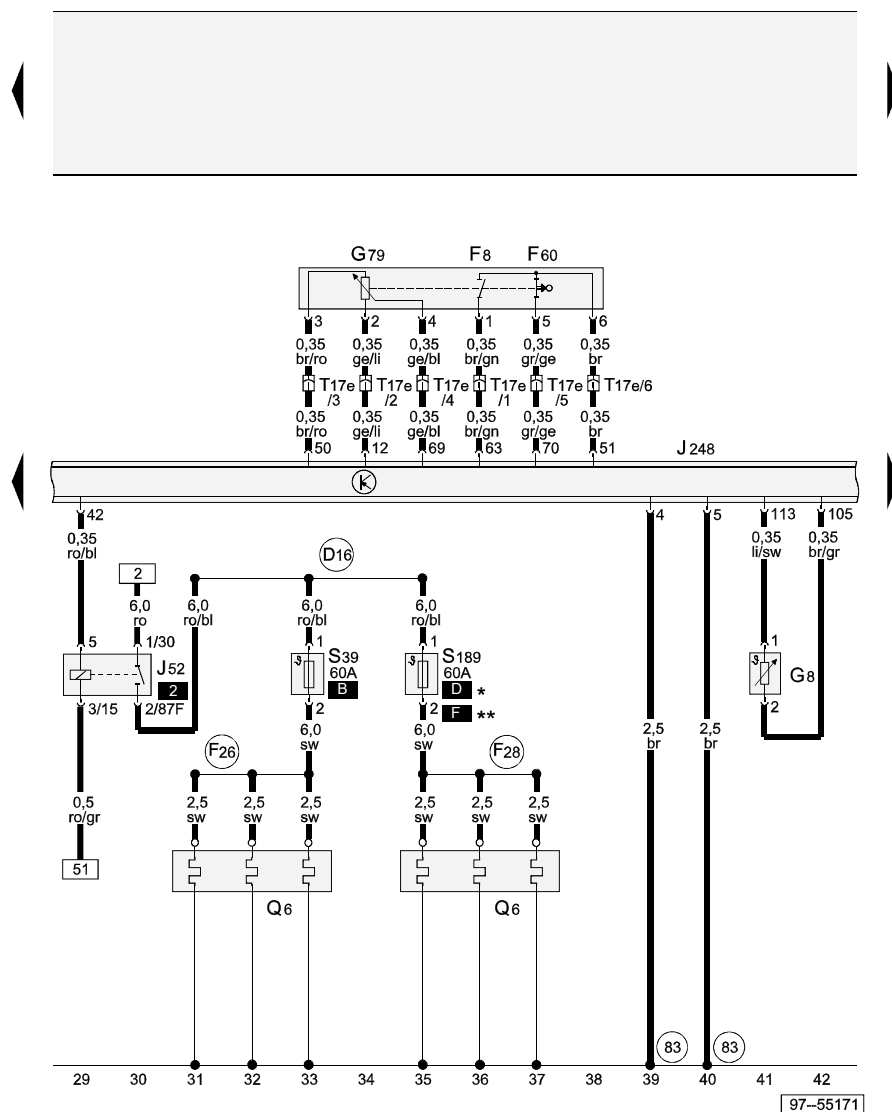 G79 F8 F60
3 2 4 1 5 6
0,35 0,35 0,35 0,35 0,35 0,35
br/ro ge/li ge/bl br/gn gr/ge br
T17e T17e T17e T17e T17e T17e/6
/3 /2 /4 /1 /5
0,35 0,35 0,35 0,35 0,35 0,35
br/ro ge/li ge/bl br/gn gr/ge br
50 12 69 63 70 51 J248
42 4 5 113 105
0,35 0,35 0,35
ro/bl li/sw br/gr
D16
2
6,0 6,0 6,0 6,0
ro ro/bl ro/bl ro/bl
5 1/30 1 1 1
J52 S39 S189 G8
60A 60A
2 B D *
3/15 2/87F 2 2 F ** 2
6,0 6,0 2,5 2,5
sw sw br br
F26 F28
0,5 2,5 2,5 2,5 2,5 2,5 2,5
ro/gr sw sw sw sw sw sw
51
Q6 Q6
83 83
29 30 31 32 33 34 35 36 37 38 39 40 41 42
97--55171